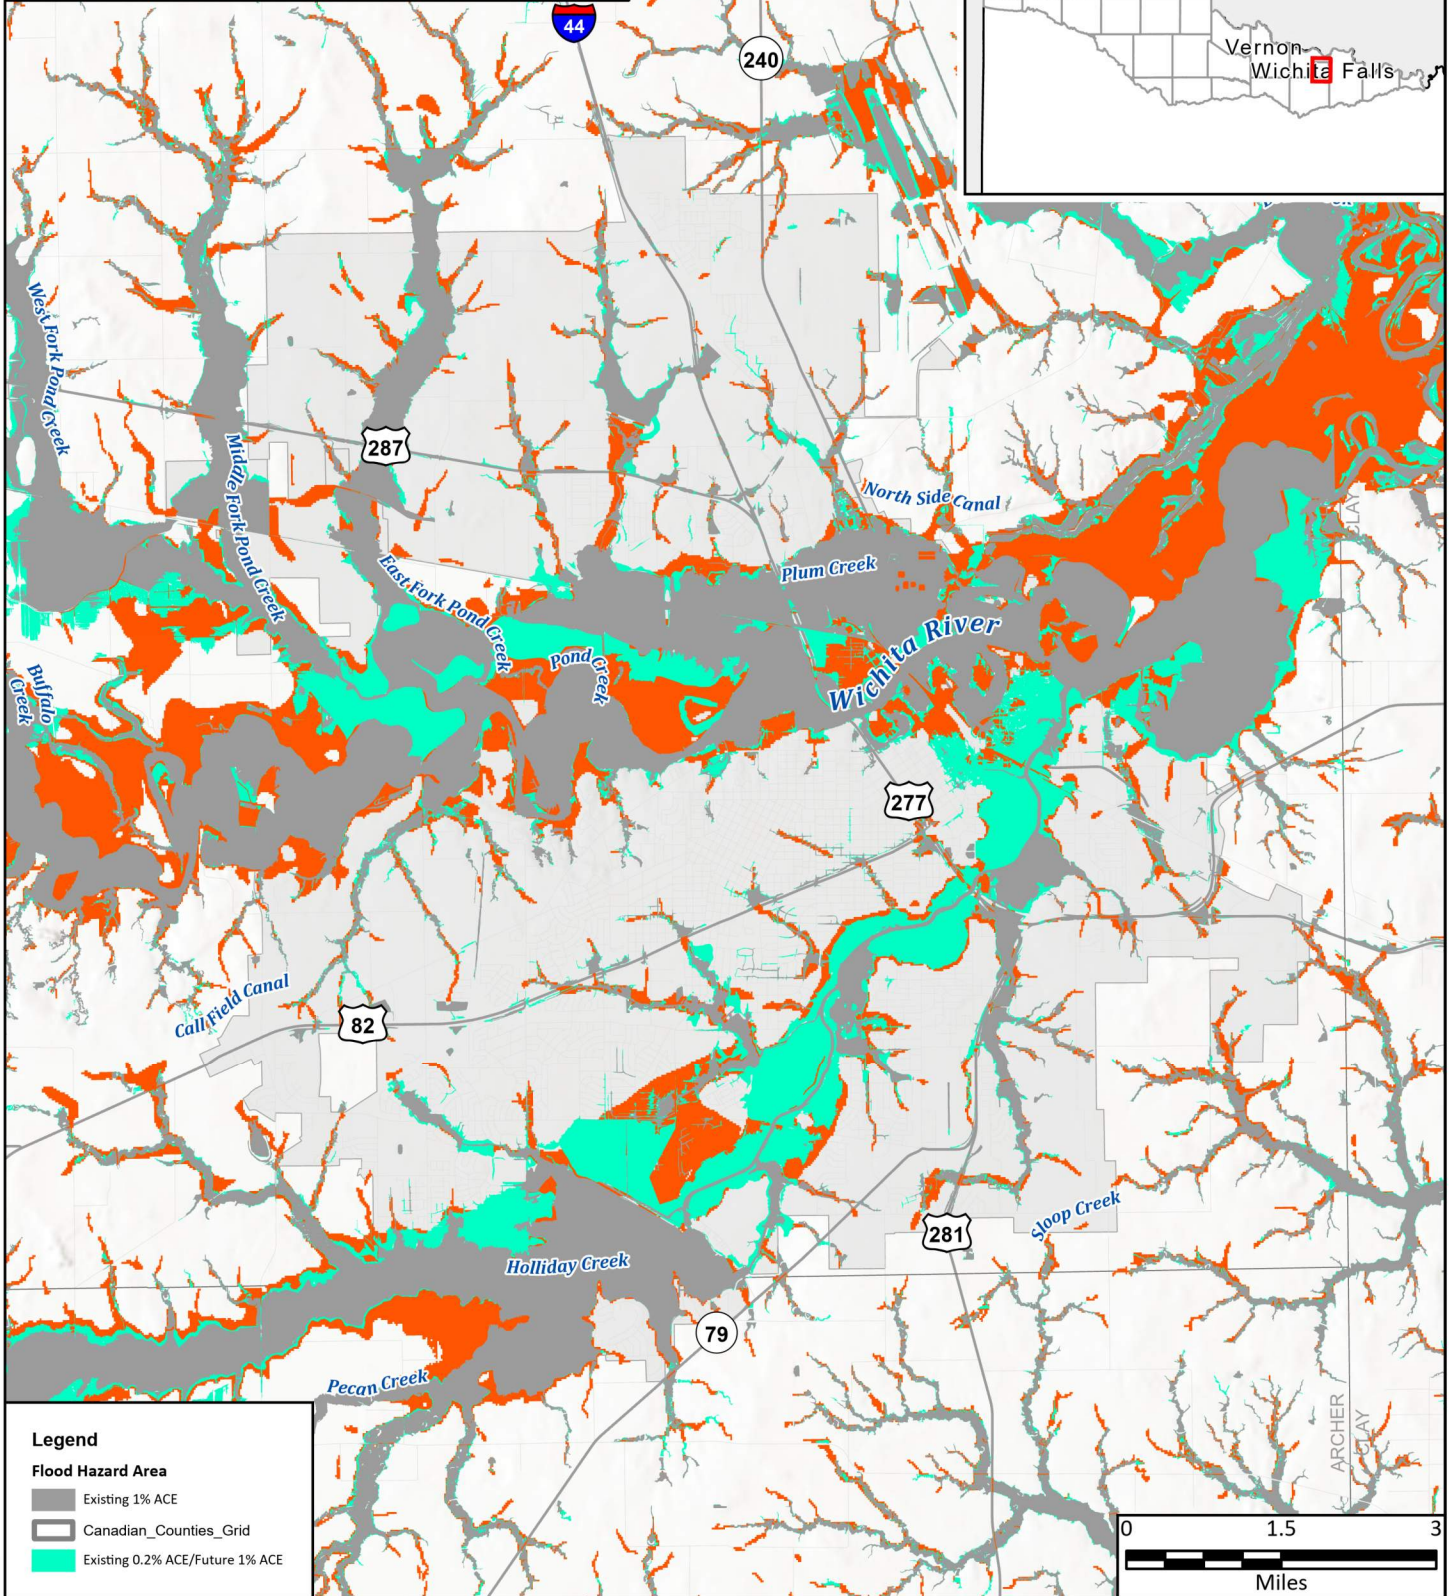 44
240
Vernon
Wichita Falls
West Fork Pond Creek
287
Middle Fork Pond Creek
North Side Canal
CLAY
Plum Creek
East Fork Pond Creek
Wichita River
Pond Creek
Buffalo
Creek
277
Call Field Canal
82
Sloop Creek
281
Holliday Creek
79
Pecan Creek
ARCHER
CLAY
Legend
Flood Hazard Area
Existing 1% ACE
Canadian_Counties_Grid
Existing 0.2% ACE/Future 1% ACE
0 1.5 3
Miles